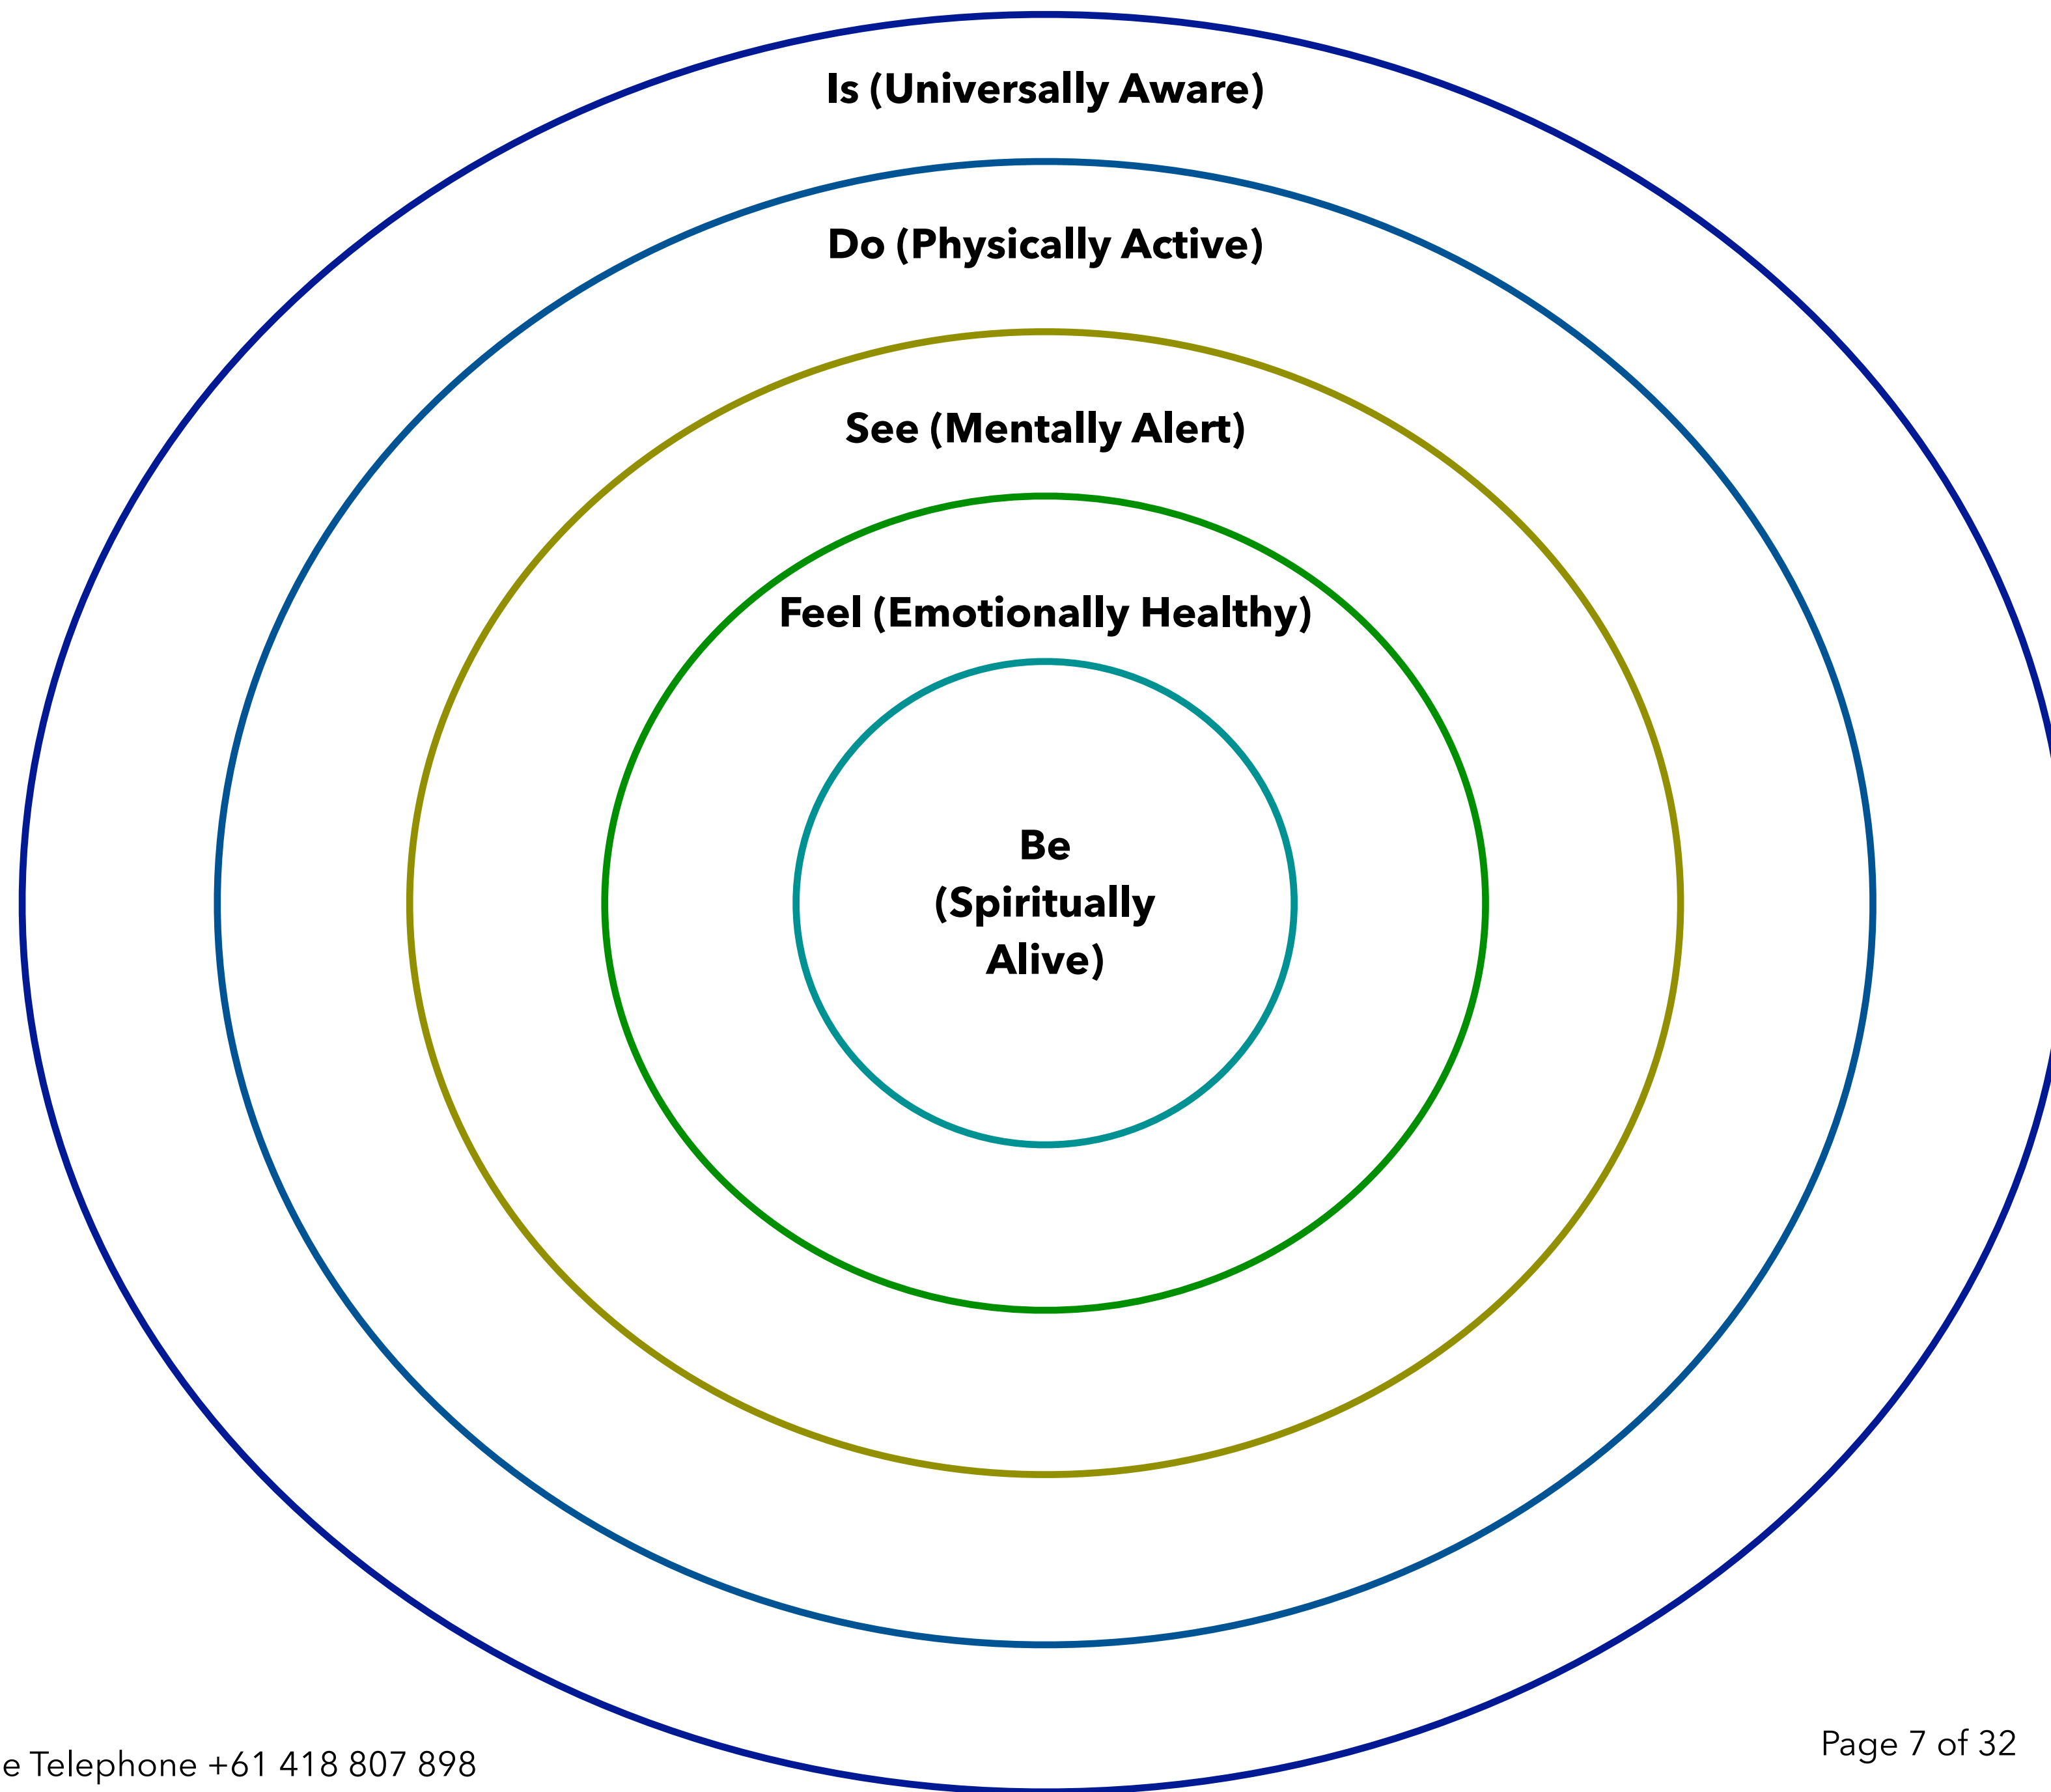 Is (Universally Aware)
Do (Physically Active)
See (Mentally Alert)
Feel (Emotionally Healthy)
Be
(Spiritually
Alive)
e Telephone +61 418 807 898
Page 7 of 32